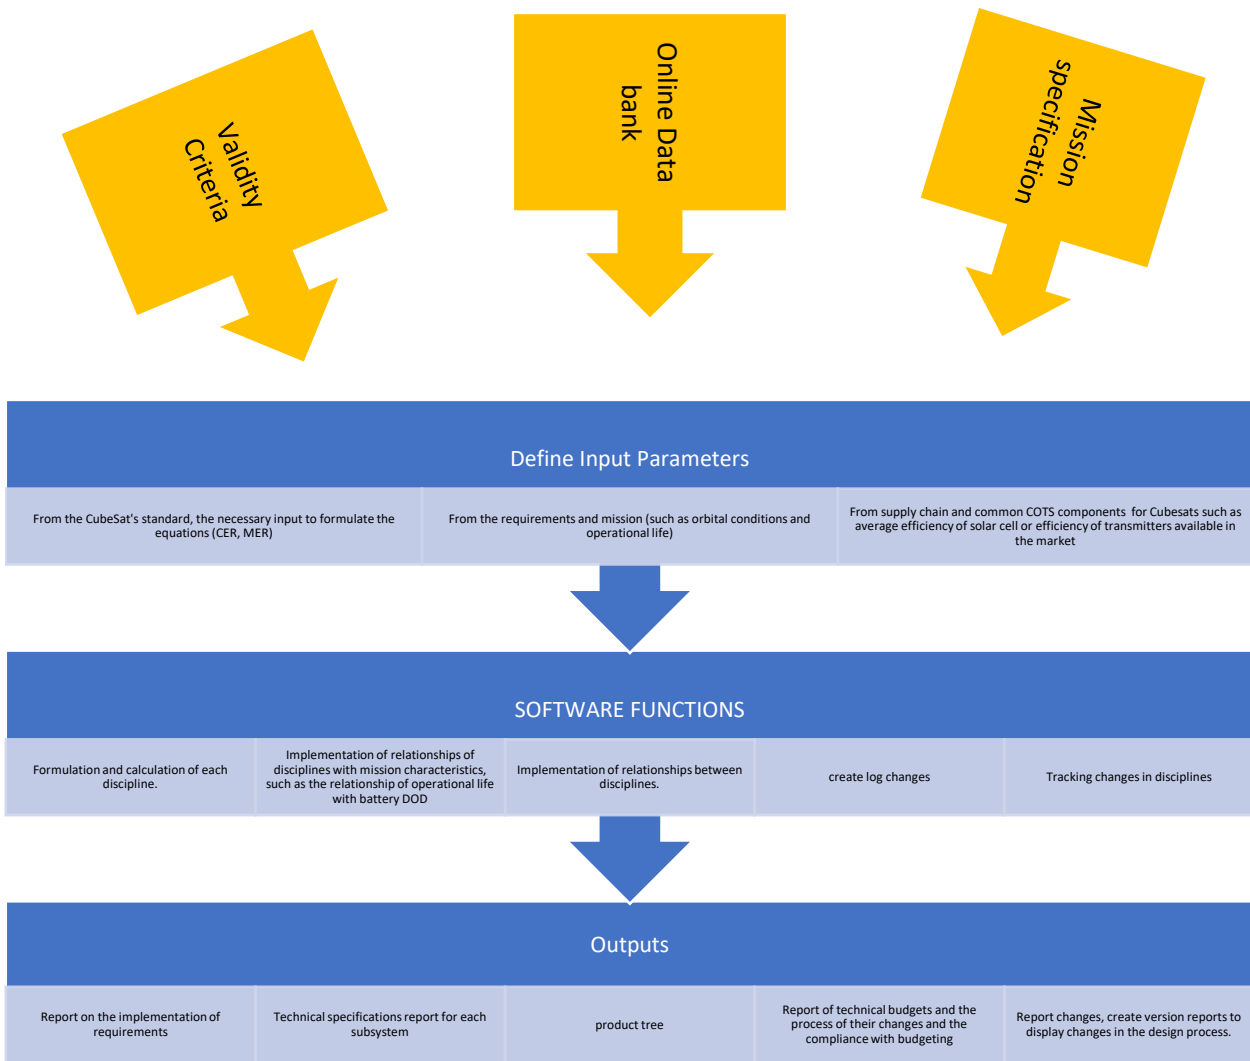 Validity
Criteria
Online Data
bank
Mission
specification
Define Input Parameters
From the CubeSat's standard, the necessary input to formulate the
equations (CER, MER)
From the requirements and mission (such as orbital conditions and
operational life)
From supply chain and common COTS components for Cubesats such as
average efficiency of solar cell or efficiency of transmitters available in
the market
SOFTWARE FUNCTIONS
Formulation and calculation of each
discipline.
Implementation of relationships of
disciplines with mission characteristics,
such as the relationship of operational life
with battery DOD
Implementation of relationships between
disciplines.
create log changes
Tracking changes in disciplines
Outputs
Report on the implementation of
requirements
Technical specifications report for each
subsystem
product tree
Report of technical budgets and the
process of their changes and the
compliance with budgeting
Report changes, create version reports to
display changes in the design process.